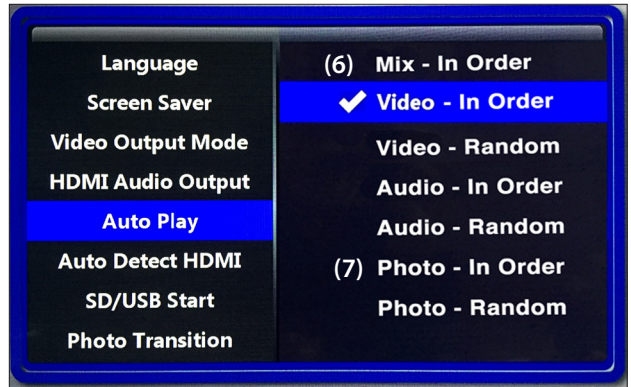 Language
Screen Saver
Video Output Mode
HDMI Audio Output
Auto Play
Auto Detect HDMI
SD/USB Start
Photo Transition
(6) Mix - In Order
Video - In Order
Video - Random
Audio - In Order
Audio - Random
(7) Photo - In Order
Photo - Random